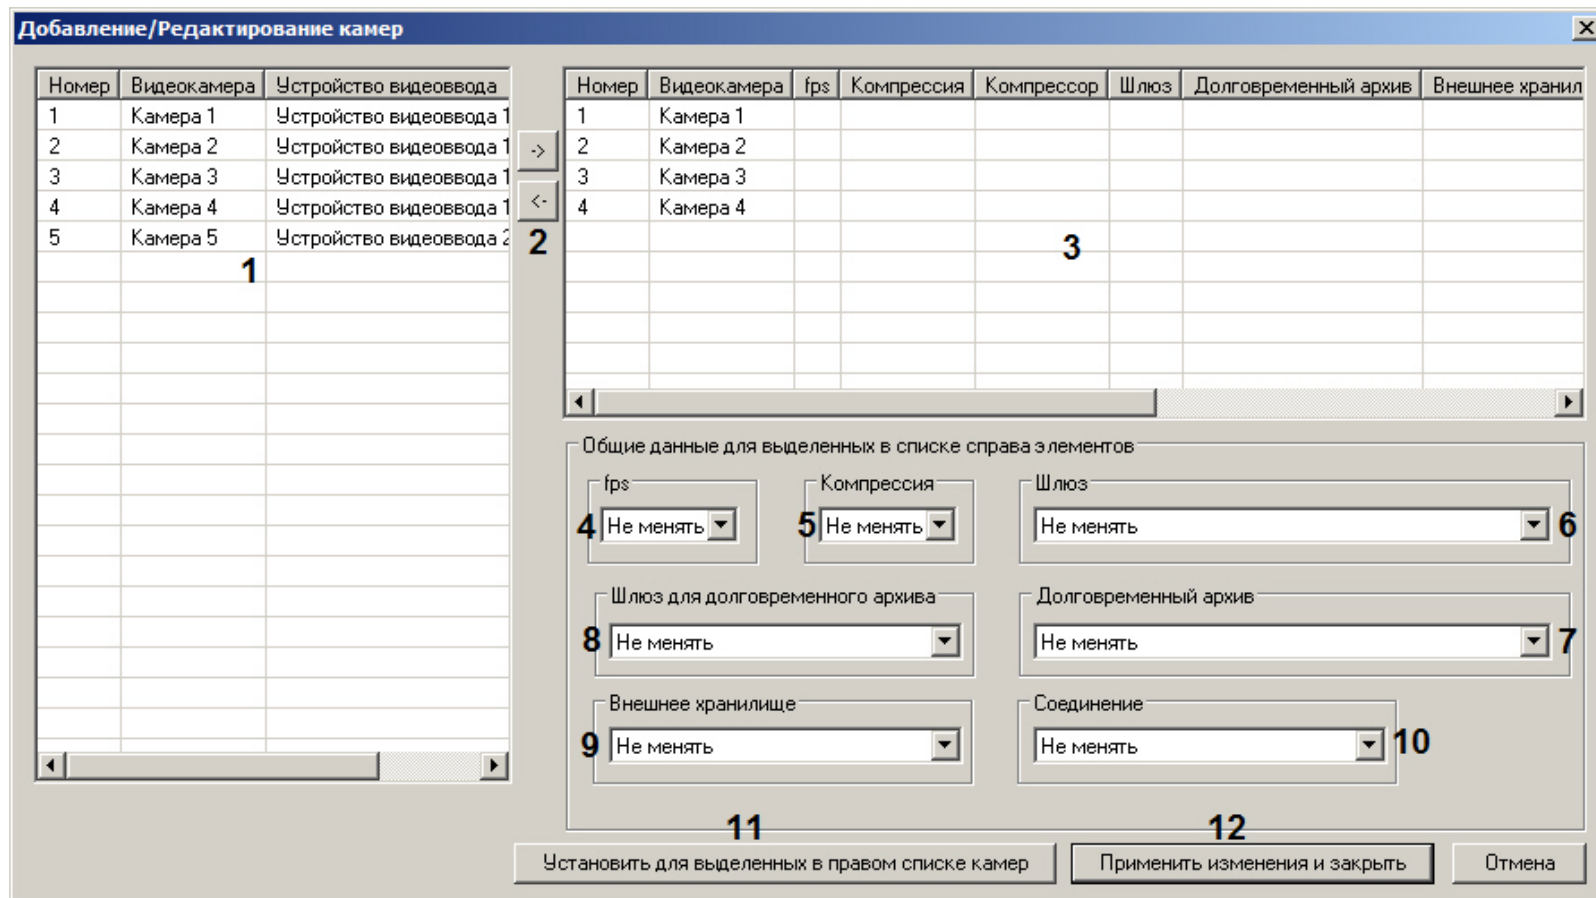 Добавление/Редактирование камер
Номер Видеокамера Устройство видеоввода
1 Камера 1 Устройство видеоввода 1
2 Камера 2 Устройство видеоввода 1
3 Камера 3 Устройство видеоввода 1
4 Камера 4 Устройство видеоввода 1
5 Камера 5 Устройство видеоввода 2
1
->
<-
2
Номер Видеокамера fps Компрессия Компрессор Шлюз Долговременный архив Внешнее хранил
1 Камера 1
2 Камера 2
3 Камера 3
4 Камера 4
3
Общие данные для выделенных в списке справа элементов
fps Компрессия Шлюз
4 Не менять 5 Не менять Не менять 6
Шлюз для долговременного архива Долговременный архив
8 Не менять Не менять 7
Внешнее хранилище Соединение
9 Не менять Не менять 10
11 12
Установить для выделенных в правом списке камер Применить изменения и закрыть Отмена